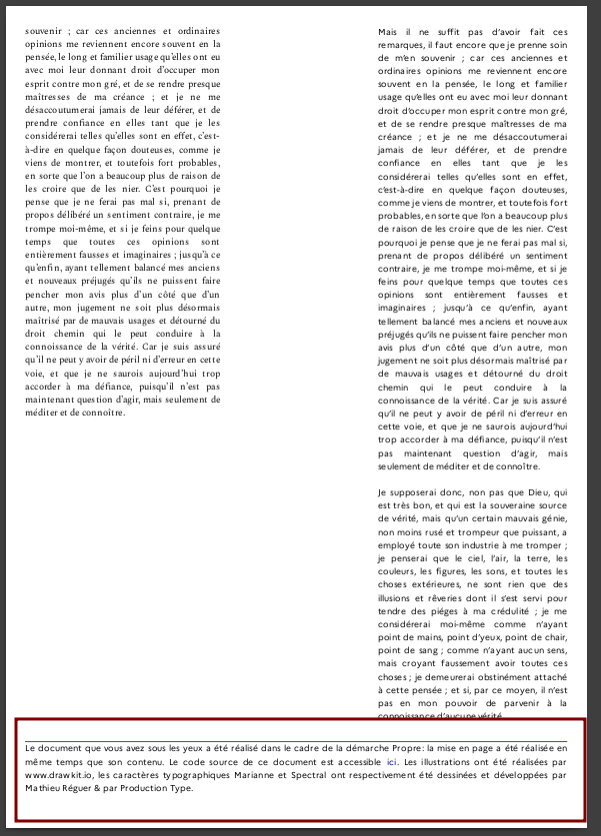 souvenir ; car ces anciennes et ordinaires
opinions me reviennent encore souvent en la
pensée, le long et familier usage qu'elles ont eu
avec moi leur donnant droit d'occuper mon
esprit contre mon gré, et de se rendre presque
maîtresses de ma créance ; et je ne me
désaccoutumerai jamais de leur déférer, et de
prendre confiance en elles tant que je les
considérerai telles qu'elles sont en effet, c'est-
à-dire en quelque façon douteuses, comme je
viens de montrer, et toutefois fort probables,
en sorte que l'on a beaucoup plus de raison de
les croire que de les nier. C'est pourquoi je
pense que je ne ferai pas mal si, prenant de
propos délibéré un sentiment contraire, je me
trompe moi-même, et si je feins pour quelque
temps que toutes ces opinions sont
entièrement fausses et imaginaires ; jusqu'à ce
qu'enfin, ayant tellement balancé mes anciens
et nouveaux préjugés qu'ils ne puissent faire
pencher mon avis plus d'un côté que d'un
autre, mon jugement ne soit plus désormais
maîtrisé par de mauvais usages et détourné du
droit chemin qui le peut conduire à la
connoissance de la vérité. Car je suis assuré
qu'il ne peut y avoir de péril ni d'erreur en cette
voie, et que je ne saurois aujourd'hui trop
accorder à ma défiance, puisqu'il n'est pas
maintenant question d'agir, mais seulement de
méditer et de connoître.
Mais il ne suffit pas d'avoir fait ces
remarques, il faut encore que je prenne soin
de m'en souvenir ; car ces anciennes et
ordinaires opinions me reviennent encore
souvent en la pensée, le long et familier
usage qu'elles ont eu avec moi leur donnant
droit d'occuper mon esprit contre mon gré,
et de se rendre presque maîtresses de ma
créance ; et je ne me désaccoutumerai
jamais de leur déférer, et de prendre
confiance en elles tant que je les
considérerai telles qu'elles sont en effet,
c'est-à-dire en quelque façon douteuses,
comme je viens de montrer, et toutefois fort
probables, en sorte que l'on a beaucoup plus
de raison de les croire que de les nier. C'est
pourquoi je pense que je ne ferai pas mal si,
prenant de propos délibéré un sentiment
contraire, je me trompe moi-même, et si je
feins pour quelque temps que toutes ces
opinions sont entièrement fausses et
imaginaires ; jusqu'à ce qu'enfin, ayant
tellement balancé mes anciens et nouveaux
préjugés qu'ils ne puissent faire pencher mon
avis plus d'un côté que d'un autre, mon
jugement ne soit plus désormais maîtrisé par
de mauvais usages et détourné du droit
chemin qui le peut conduire à la
connoissance de la vérité. Car je suis assuré
qu'il ne peut y avoir de péril ni d'erreur en
cette voie, et que je ne saurois aujourd'hui
trop accorder à ma défiance, puisqu'il n'est
pas maintenant question d'agir, mais
seulement de méditer et de connoître.
Je supposerai donc, non pas que Dieu, qui
est très bon, et qui est la souveraine source
de vérité, mais qu'un certain mauvais génie,
non moins rusé et trompeur que puissant, a
employé toute son industrie à me tromper ;
je penserai que le ciel, l'air, la terre, les
couleurs, les figures, les sons, et toutes les
choses extérieures, ne sont rien que des
illusions et rêveries dont il s'est servi pour
tendre des piéges à ma crédulité ; je me
considérerai moi-même comme n'ayant
point de mains, point d'yeux, point de chair,
point de sang ; comme n'ayant aucun sens,
mais croyant faussement avoir toutes ces
choses ; je demeurerai obstinément attaché
à cette pensée ; et si, par ce moyen, il n'est
pas en mon pouvoir de parvenir à la
connoissance d'aucune vérité,
Le document que vous avez sous les yeux a été réalisé dans le cadre de la démarche Propre : la mise en page a été réalisée en
même temps que son contenu. Le code source de ce document est accessible ici. Les illustrations ont été réalisées par
www.drawkit.io, les caractères typographiques Marianne et Spectral ont respectivement été dessinées et développées par
Mathieu Réguer & par Production Type.